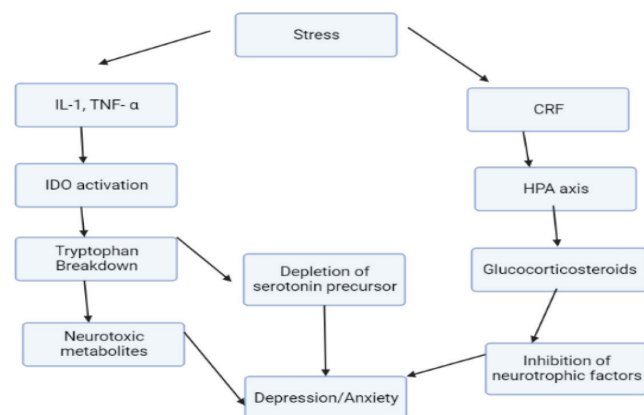 Stress
IL-1, TNF- α
CRF
IDO activation
HPA axis
Tryptophan
Breakdown
Depletion of
serotonin precursor
Glucocorticosteroids
Neurotoxic
metabolites
Inhibition of
neurotrophic factors
Depression/Anxiety